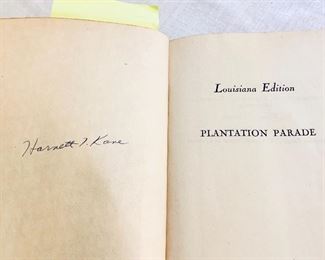 Harnett T. Kane
Louisiana Edition
PLANTATION PARADE